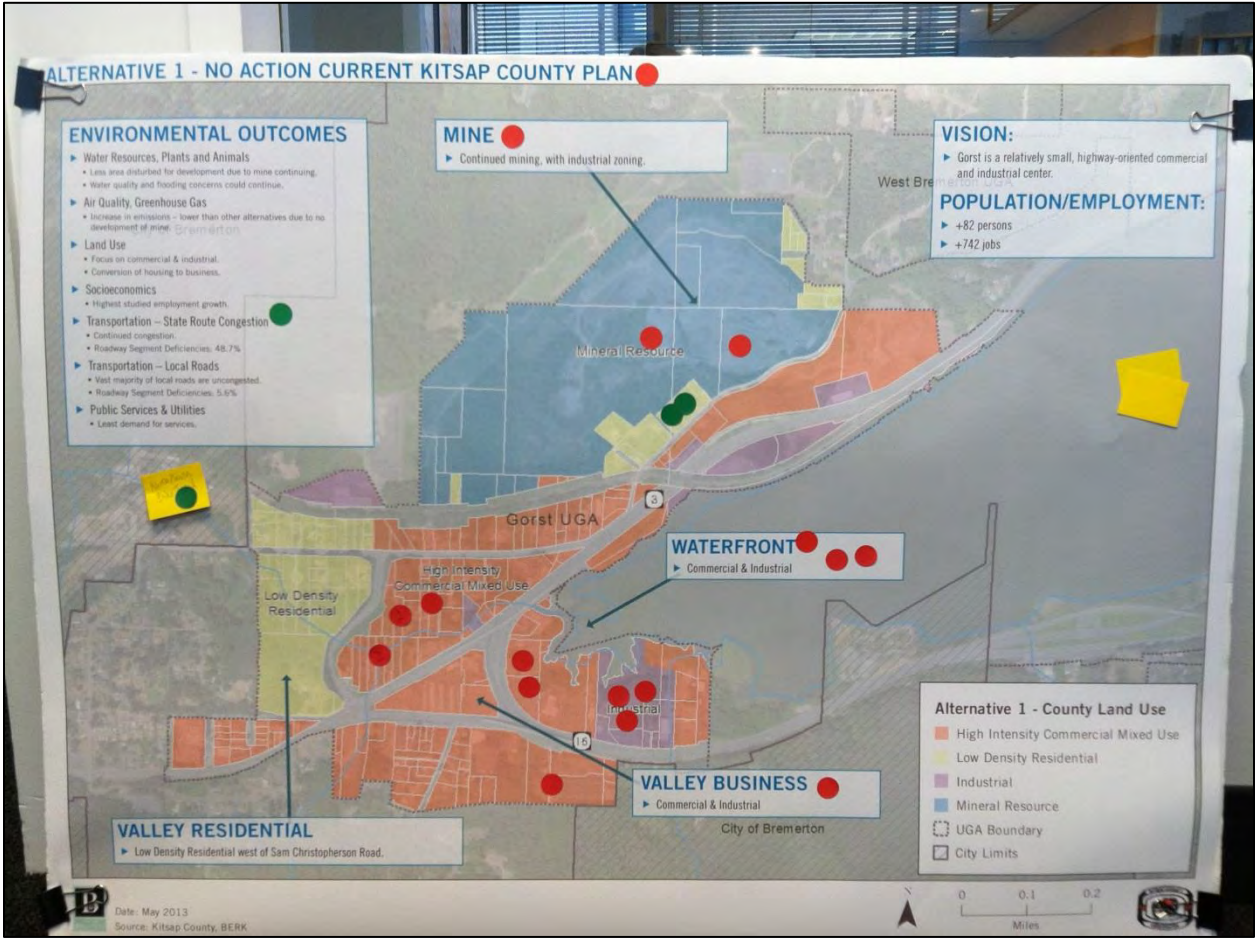 ALTERNATIVE 1 - NO ACTION CURRENT KITSAP COUNTY PLAN
ENVIRONMENTAL OUTCOMES
Water Resources, Plants and Animals
• Less area disturbed for development due to mine continuing.
• Water quality and flooding concerns could continue.
Air Quality, Greenhouse Gas
• Increase in emissions – lower than other alternatives due to no
development of mine.
Land Use
• Focus on commercial & industrial.
• Conversion of housing to business.
Socioeconomics
• Highest studied employment growth.
Transportation – State Route Congestion
• Continued congestion.
• Roadway Segment Deficiencies: 48.7%
Transportation – Local Roads
• Vast majority of local roads are uncongested.
• Roadway Segment Deficiencies: 5.6%
Public Services & Utilities
• Least demand for services.
MINE
Continued mining, with industrial zoning.
VISION:
Gorst is a relatively small, highway-oriented commercial
and industrial center.
West Bremerton UGA
POPULATION/EMPLOYMENT:
+82 persons
+742 jobs
City of Bremerton
Mineral Resource
3
Gorst UGA
WATERFRONT
Commercial & Industrial
High Intensity
Commercial Mixed Use
Low Density
Residential
Industrial
16
VALLEY BUSINESS
Commercial & Industrial
City of Bremerton
VALLEY RESIDENTIAL
Low Density Residential west of Sam Christopherson Road.
Alternative 1 - County Land Use
High Intensity Commercial Mixed Use
Low Density Residential
Industrial
Mineral Resource
UGA Boundary
City Limits
B
Date: May 2013
Source: Kitsap County, BERK
N
0 0.1 0.2
Miles